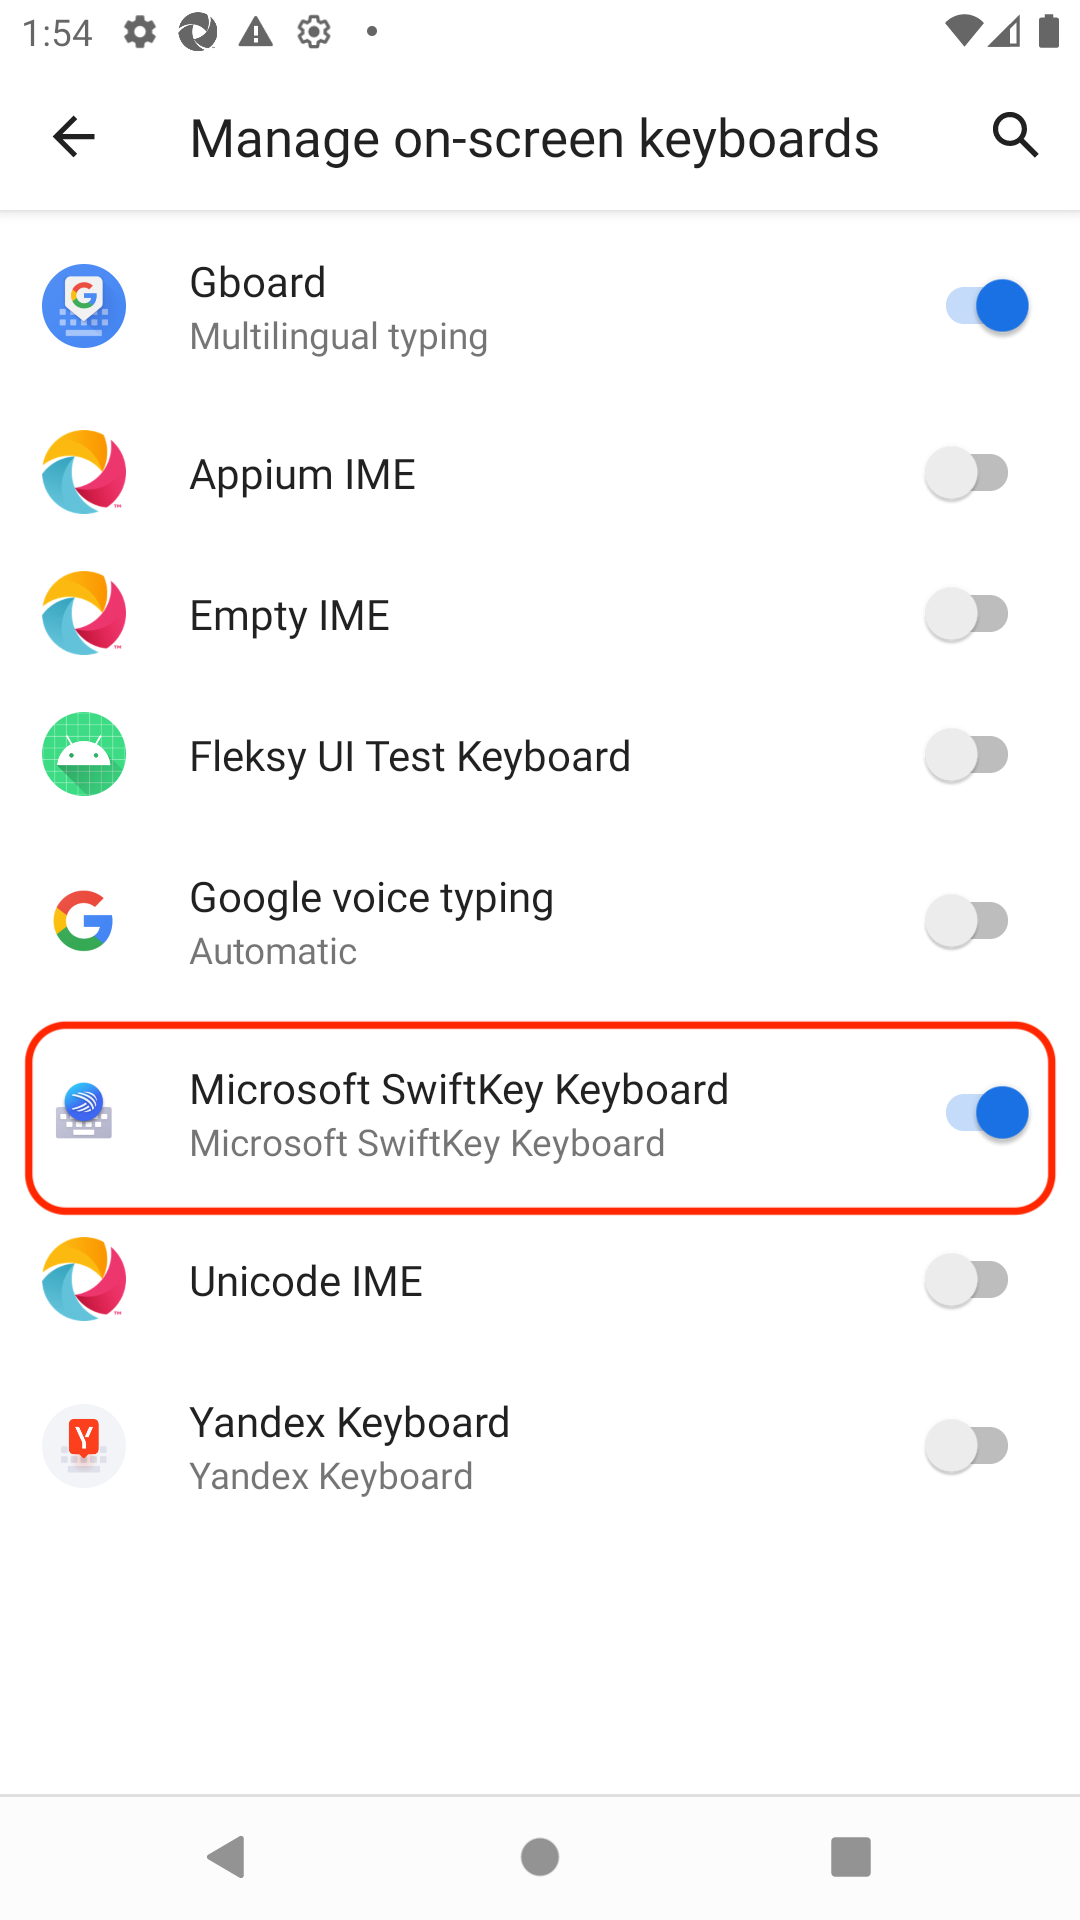 1:54
Manage on-screen keyboards
Gboard
Multilingual typing
Appium IME
Empty IME
Fleksy UI Test Keyboard
Google voice typing
Automatic
Microsoft SwiftKey Keyboard
Microsoft SwiftKey Keyboard
Unicode IME
Yandex Keyboard
Yandex Keyboard